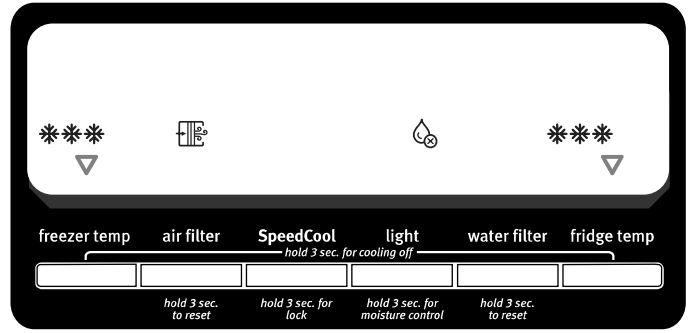 freezer temp air filter SpeedCool light water filter fridge temp
hold 3 sec. for cooling off
hold 3 sec. hold 3 sec. for hold 3 sec. for hold 3 sec.
to reset lock moisture control to reset